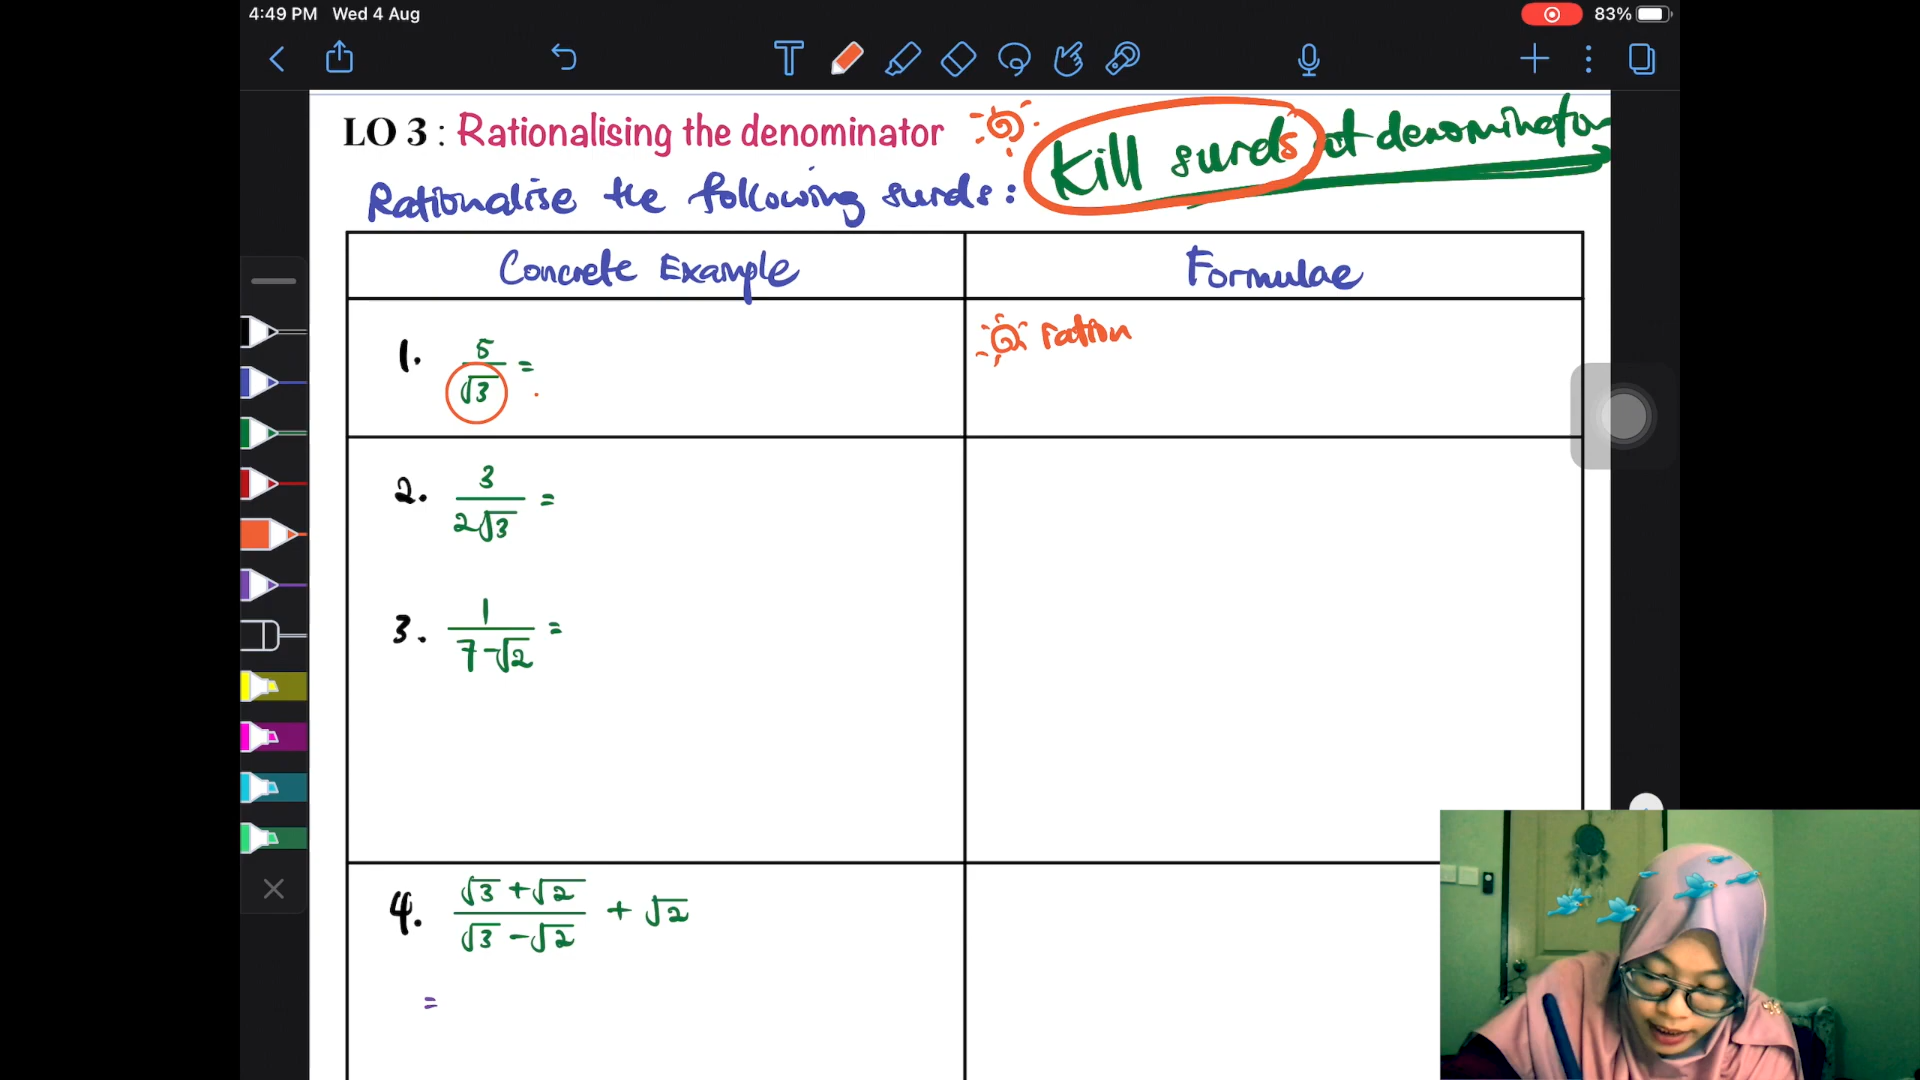 4:49 PM Wed 4 Aug
83%
LO 3 : Rationalising the denominator
Kill surds at denominator
Rationalise the following surds :
Concrete Example
Formulae
1. 5/√3 =
ration
2. 3/2√3 =
3. 1/7-√2 =
4. √3 + √2/√3 - √2 + √2
=